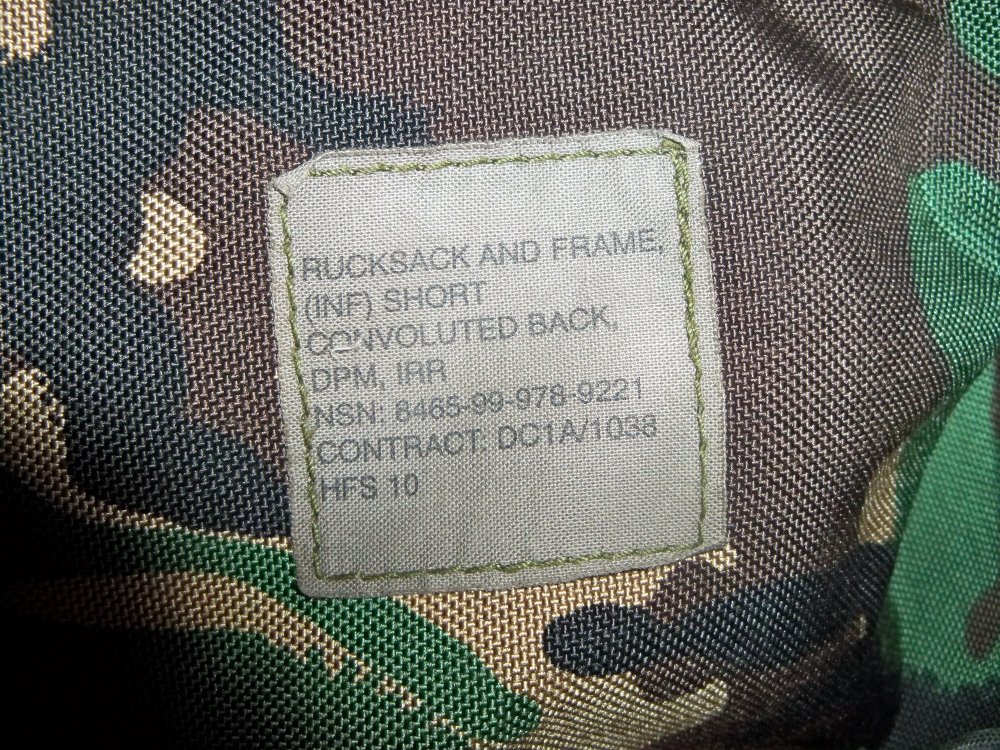 RUCKSACK AND FRAME,
(INF) SHORT
CONVOLUTED BACK,
DPM, IRR
NSN: 8465-99-978-9221
CONTRACT: DC1A/1038
HFS 10